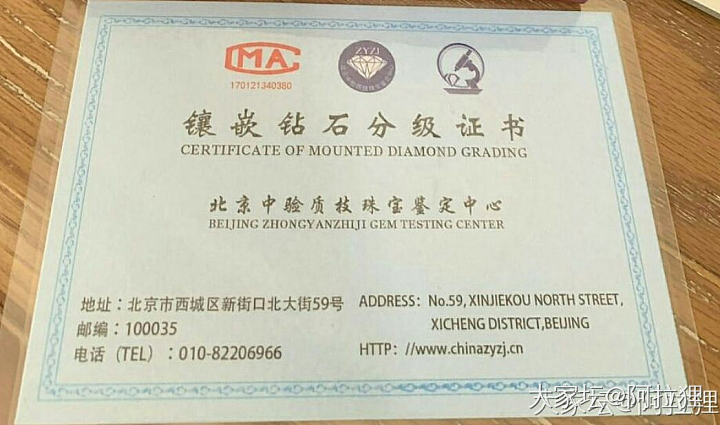 CMA
170121340380
ZYZJ
镶嵌钻石分级证书
CERTIFICATE OF MOUNTED DIAMOND GRADING
北京中验质技珠宝鉴定中心
BEIJING ZHONGYANZHIJI GEM TESTING CENTER
地址：北京市西城区新街口北大街59号
邮编：100035
电话（TEL）：010-82206966
ADDRESS：No.59, XINJIEKOU NORTH STREET,
XICHENG DISTRICT,BEIJING
HTTP：//www.chinazyzj.cn
大家坛@阿拉狸